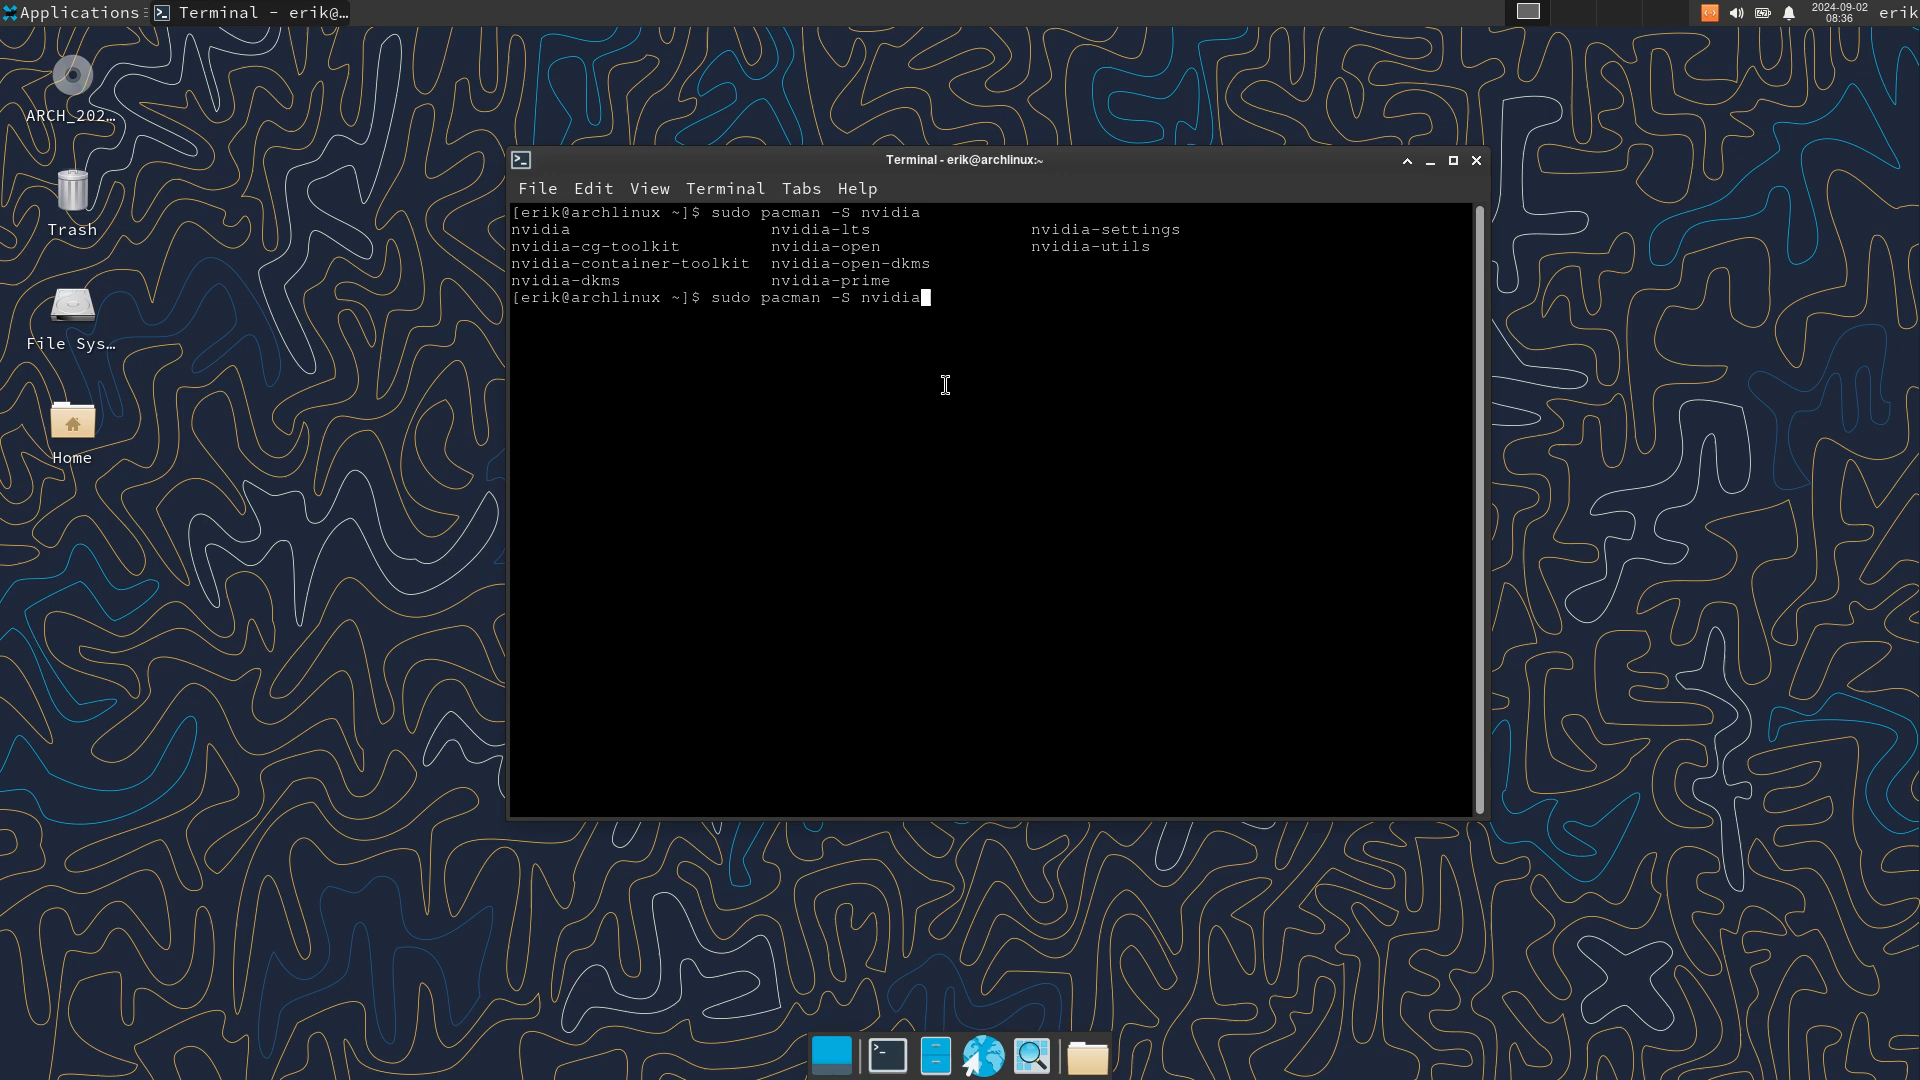 Applications Terminal - erik@... 2024-09-02 erik
08:36
ARCH_202...
Trash
File Sys...
Home
Terminal - erik@archlinux:~
File Edit View Terminal Tabs Help
[erik@archlinux ~]$ sudo pacman -S nvidia
nvidia nvidia-lts nvidia-settings
nvidia-cg-toolkit nvidia-open nvidia-utils
nvidia-container-toolkit nvidia-open-dkms
nvidia-dkms nvidia-prime
[erik@archlinux ~]$ sudo pacman -S nvidia